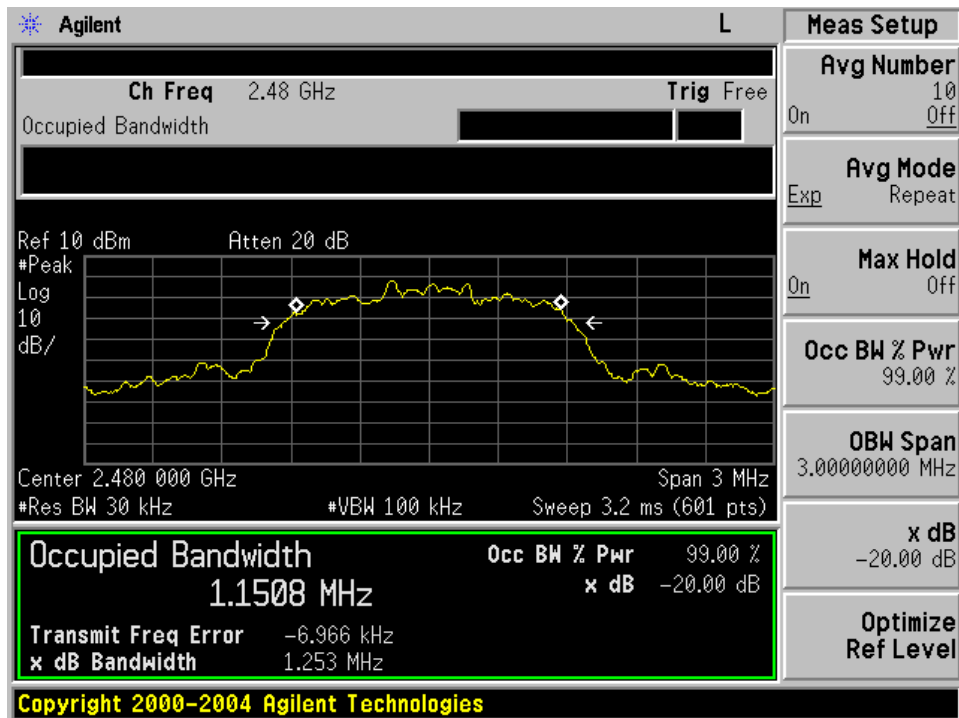 Agilent L
Ch Freq 2.48 GHz Trig Free
Occupied Bandwidth
Ref 10 dBm Atten 20 dB
#Peak
Log
10
dB/
Center 2.480 000 GHz Span 3 MHz
#Res BW 30 kHz #VBW 100 kHz Sweep 3.2 ms (601 pts)
Occupied Bandwidth Occ BW % Pwr 99.00 %
1.1508 MHz x dB -20.00 dB
Transmit Freq Error -6.966 kHz
x dB Bandwidth 1.253 MHz
Copyright 2000-2004 Agilent Technologies
Meas Setup
Avg Number
10
On Off
Avg Mode
Exp Repeat
Max Hold
On Off
Occ BW % Pwr
99.00 %
OBW Span
3.00000000 MHz
x dB
-20.00 dB
Optimize
Ref Level